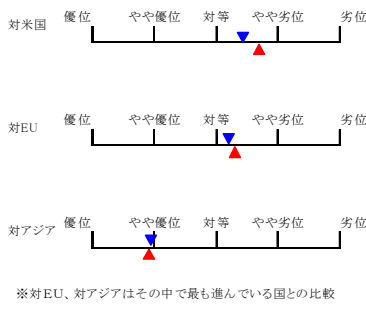 優位 やや優位 対等 やや劣位 劣位
対米国
優位 やや優位 対等 やや劣位 劣位
対EU
優位 やや優位 対等 やや劣位 劣位
対アジア
※対EU、対アジアはその中で最も進んでいる国との比較